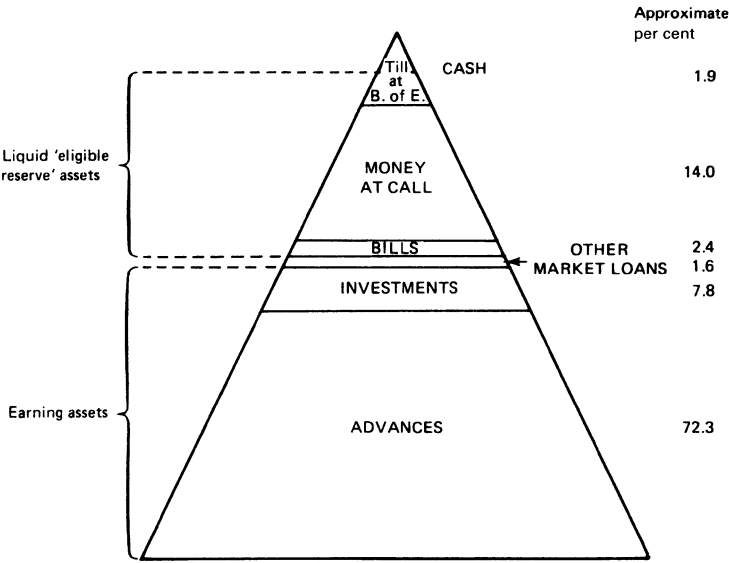 Approximate
per cent
Till
at
B. of E.
CASH
1.9
Liquid 'eligible
reserve' assets
MONEY
AT CALL
14.0
BILLS
2.4
OTHER
MARKET LOANS
1.6
INVESTMENTS
7.8
Earning assets
ADVANCES
72.3